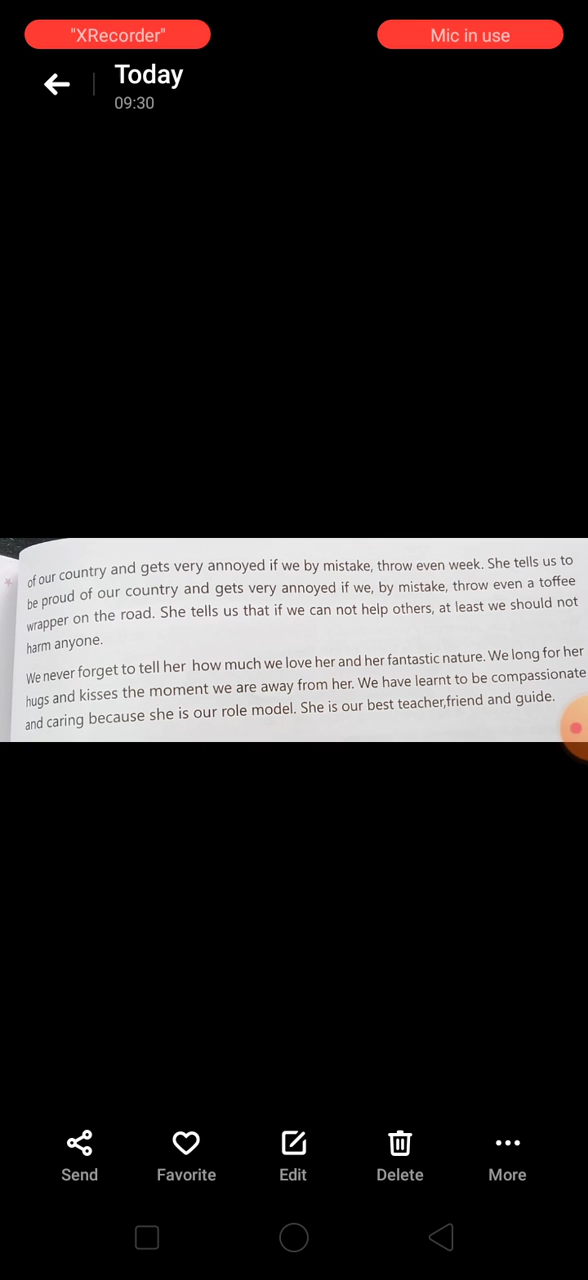 "XRecorder"
Mic in use
Today
09:30
of our country and gets very annoyed if we by mistake, throw even week. She tells us to
be proud of our country and gets very annoyed if we, by mistake, throw even a toffee
wrapper on the road. She tells us that if we can not help others, at least we should not
harm anyone.
We never forget to tell her how much we love her and her fantastic nature. We long for her
hugs and kisses the moment we are away from her. We have learnt to be compassionate
and caring because she is our role model. She is our best teacher,friend and guide.
Send
Favorite
Edit
Delete
More